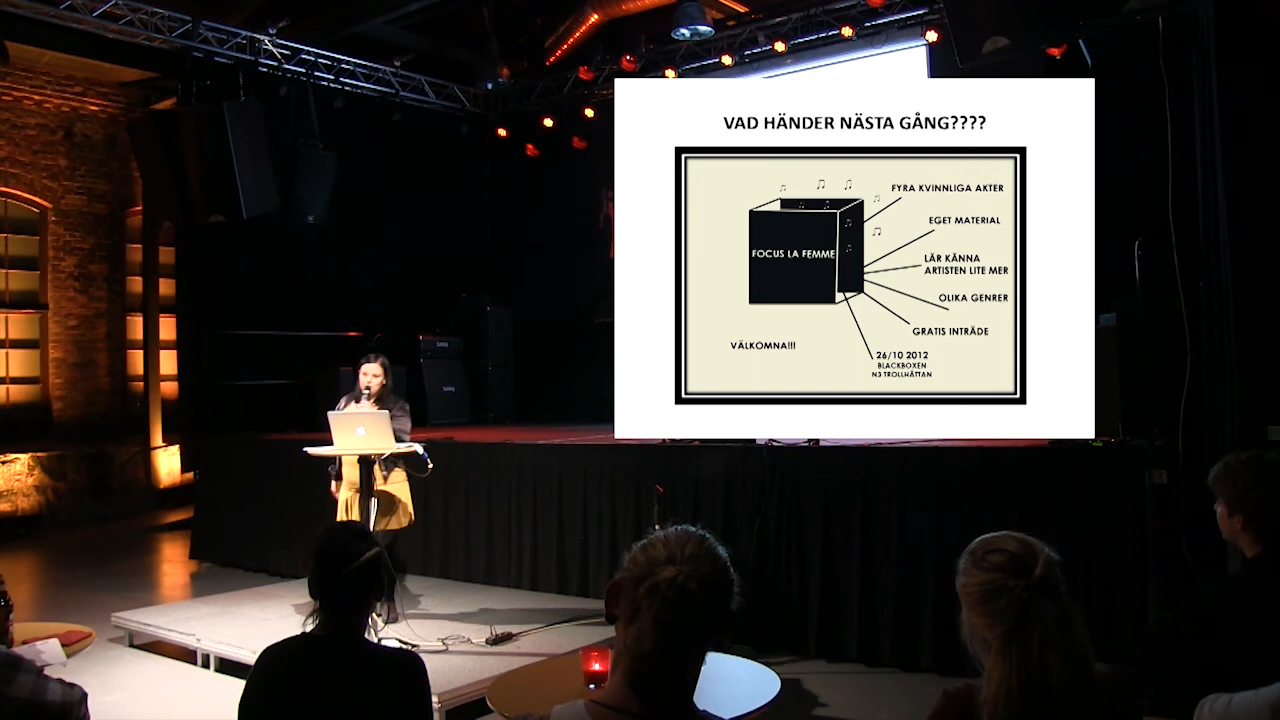 VAD HÄNDER NÄSTA GÅNG????
FYRA KVINNLIGA AKTER
EGET MATERIAL
FOCUS LA FEMME
LÄR KÄNNA
ARTISTEN LITE MER
OLIKA GENRER
GRATIS INTRÄDE
VÄLKOMNA!!!
26/10 2012
BLACKBOXEN
N3 TROLLHÄTTAN